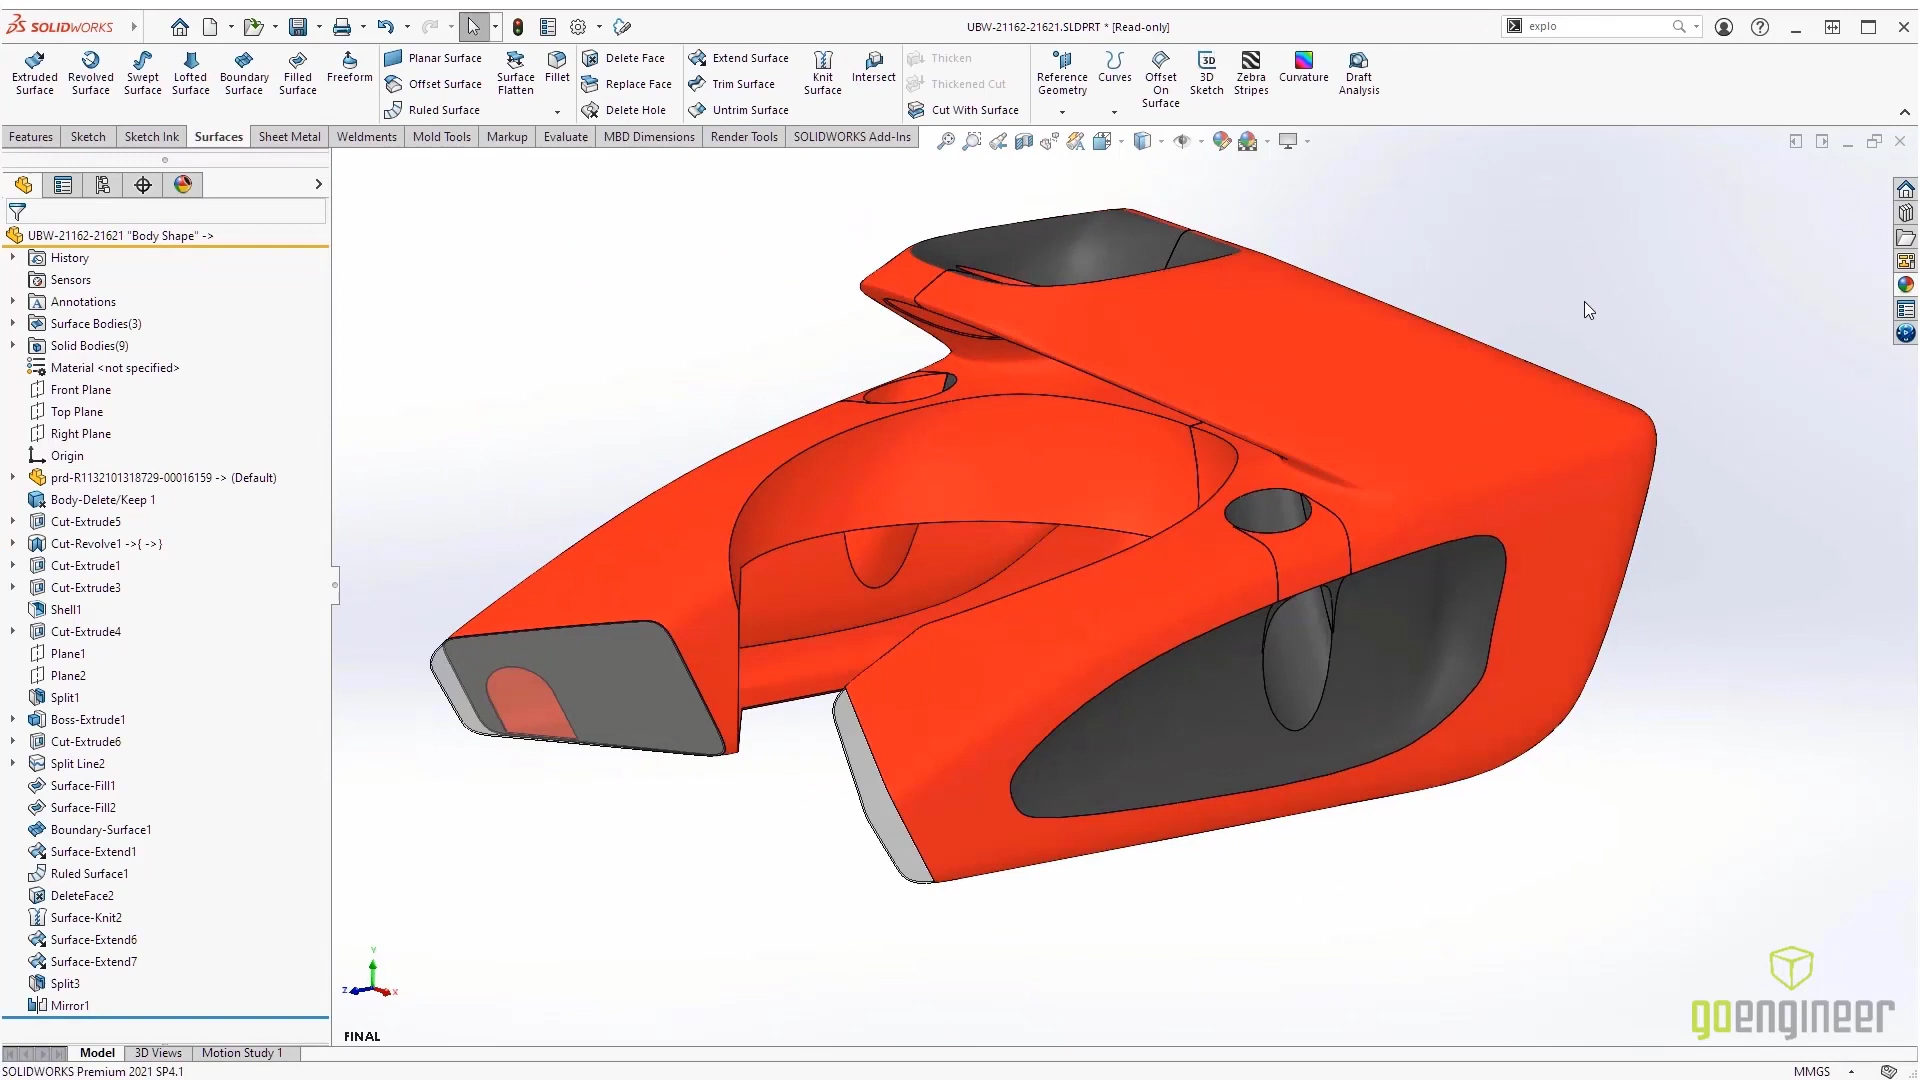 SOLIDWORKS
UBW-21162-21621.SLDPRT * [Read-only]
explo
Extruded Surface
Revolved Surface
Swept Surface
Lofted Surface
Boundary Surface
Filled Surface
Freeform
Planar Surface
Offset Surface
Ruled Surface
Surface Flatten
Fillet
Delete Face
Replace Face
Delete Hole
Extend Surface
Trim Surface
Untrim Surface
Knit Surface
Intersect
Thicken
Thickened Cut
Cut With Surface
Reference Geometry
Curves
Offset On Surface
3D Sketch
Zebra Stripes
Curvature
Draft Analysis
Features
Sketch
Sketch Ink
Surfaces
Sheet Metal
Weldments
Mold Tools
Markup
Evaluate
MBD Dimensions
Render Tools
SOLIDWORKS Add-Ins
UBW-21162-21621 "Body Shape" ->
History
Sensors
Annotations
Surface Bodies(3)
Solid Bodies(9)
Material <not specified>
Front Plane
Top Plane
Right Plane
Origin
prd-R1132101318729-00016159 -> (Default)
Body-Delete/Keep 1
Cut-Extrude5
Cut-Revolve1 ->{ ->}
Cut-Extrude1
Cut-Extrude3
Shell1
Cut-Extrude4
Plane1
Plane2
Split1
Boss-Extrude1
Cut-Extrude6
Split Line2
Surface-Fill1
Surface-Fill2
Boundary-Surface1
Surface-Extend1
Ruled Surface1
DeleteFace2
Surface-Knit2
Surface-Extend6
Surface-Extend7
Split3
Mirror1
Y
Z
X
FINAL
goengineer
Model
3D Views
Motion Study 1
SOLIDWORKS Premium 2021 SP4.1
MMGS